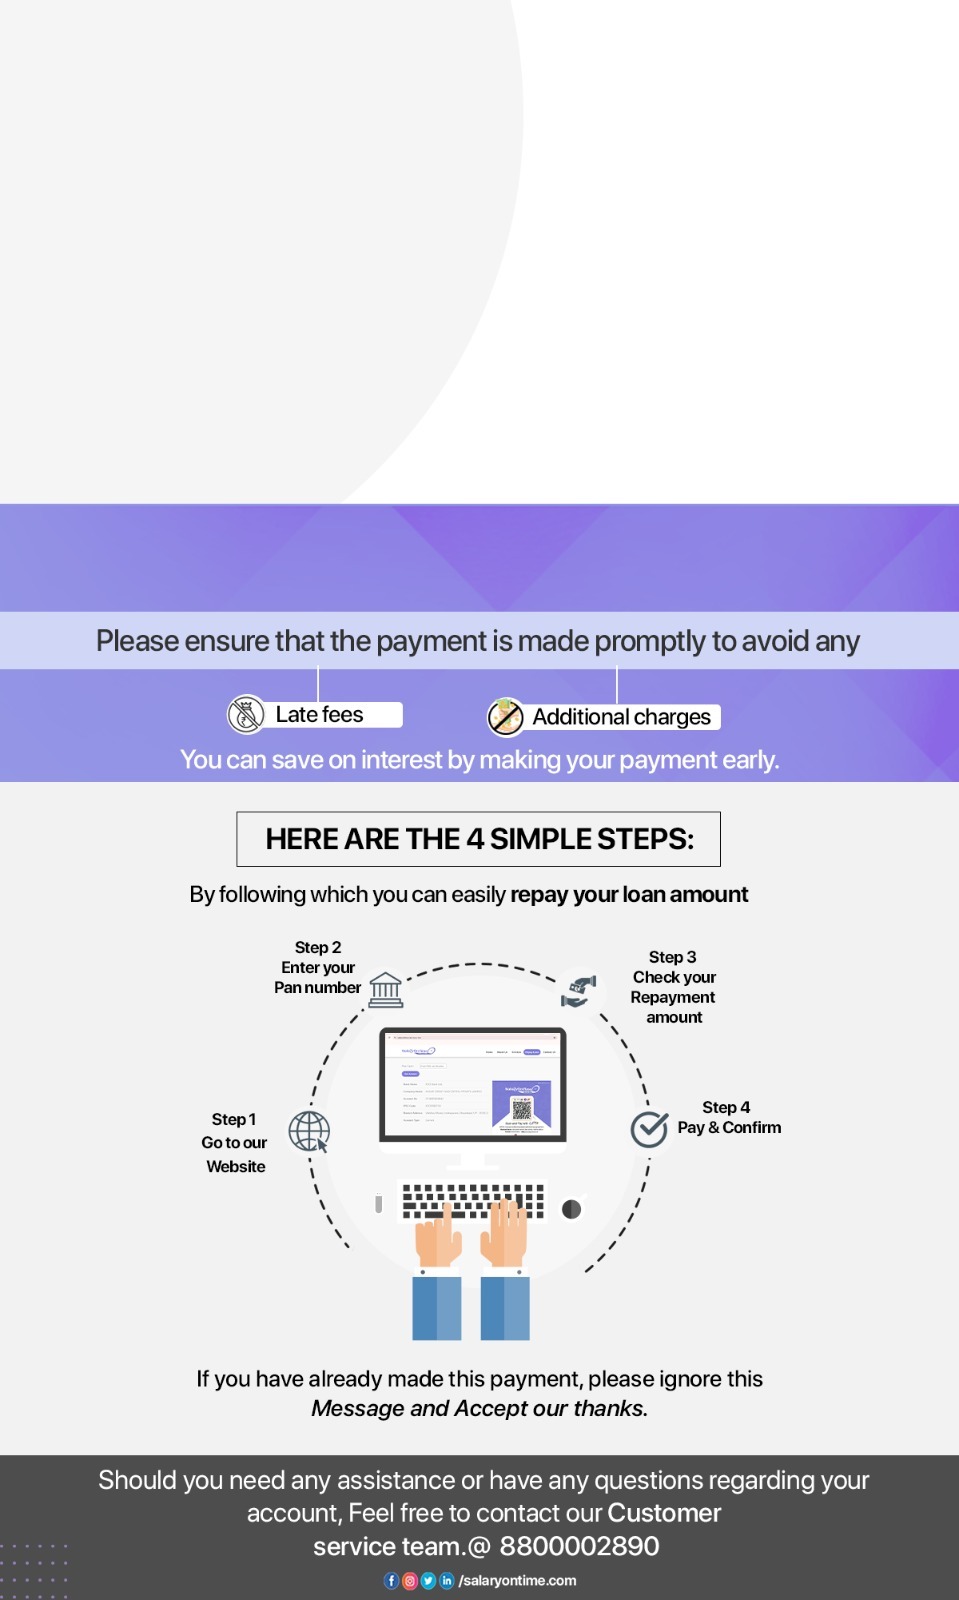 Please ensure that the payment is made promptly to avoid any
Late fees
Additional charges
You can save on interest by making your payment early.
HERE ARE THE 4 SIMPLE STEPS:
By following which you can easily repay your loan amount
Step 1
Go to our
Website
Step 2
Enter your
Pan number
Step 3
Check your
Repayment
amount
Step 4
Pay & Confirm
If you have already made this payment, please ignore this
Message and Accept our thanks.
Should you need any assistance or have any questions regarding your
account, Feel free to contact our Customer
service team.@ 8800002890
/salaryontime.com